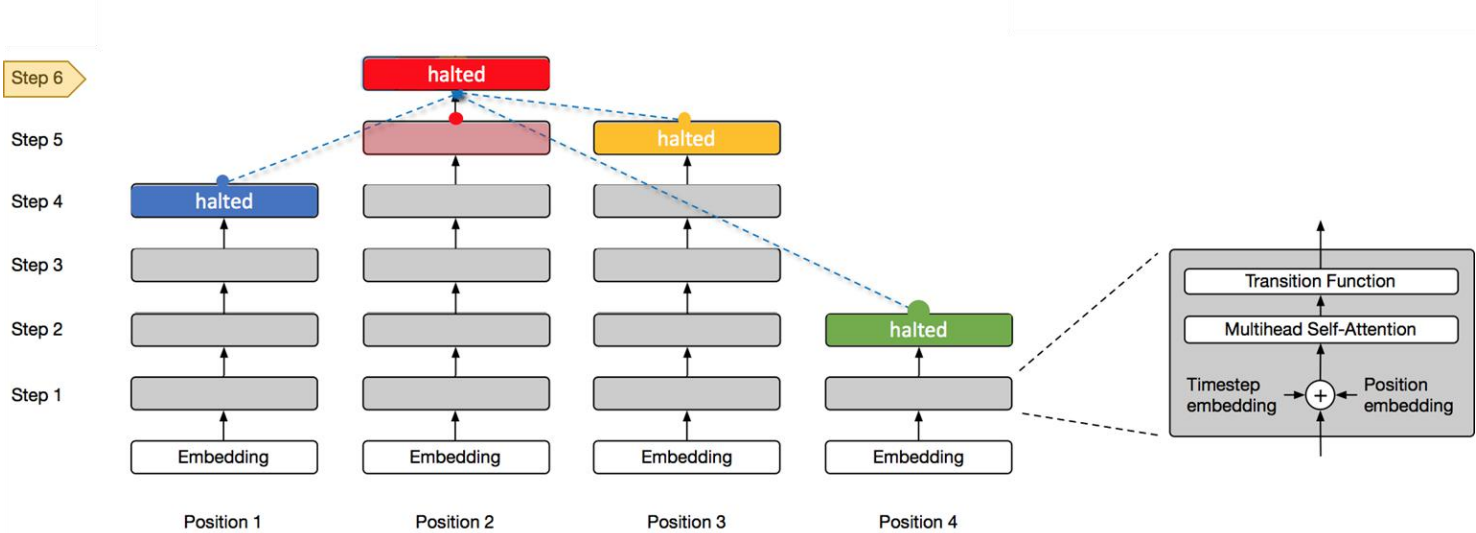 Step 6
halted
Step 5
halted
Step 4
halted
Step 3
Step 2
halted
Step 1
Embedding
Embedding
Embedding
Embedding
Position 1
Position 2
Position 3
Position 4
Transition Function
Multihead Self-Attention
Timestep
embedding
+
Position
embedding